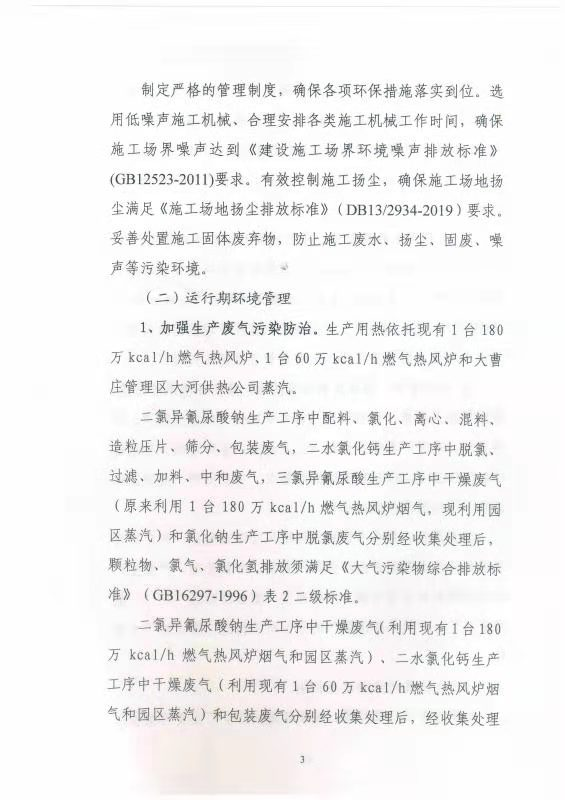 制定严格的管理制度，确保各项环保措施落实到位。选
用低噪声施工机械、合理安排各类施工机械工作时间，确保
施工场界噪声达到《建设施工场界环境噪声排放标准》
(GB12523-2011)要求。有效控制施工扬尘，确保施工场地扬
尘满足《施工场地扬尘排放标准》（DB13/2934-2019）要求。
妥善处置施工固体废弃物，防止施工废水、扬尘、固废、噪
声等污染环境。
（二）运行期环境管理
1、加强生产废气污染防治。生产用热依托现有1台180
万kcal/h燃气热风炉、1台60万kcal/h燃气热风炉和大曹
庄管理区大河供热公司蒸汽。
二氯异氰尿酸钠生产工序中配料、氯化、离心、混料、
造粒压片、筛分、包装废气，二水氯化钙生产工序中脱氯、
过滤、加料、中和废气，三氯异氰尿酸生产工序中干燥废气
（原来利用1台180万kcal/h燃气热风炉烟气，现利用园
区蒸汽）和氯化钠生产工序中脱氯废气分别经收集处理后，
颗粒物、氯气、氯化氢排放须满足《大气污染物综合排放标
准》（GB16297-1996）表2二级标准。
二氯异氰尿酸钠生产工序中干燥废气(利用现有1台180
万 kcal/h 燃气热风炉烟气和园区蒸汽）、二水氯化钙生产
工序中干燥废气（利用现有1台60万kcal/h燃气热风炉烟
气和园区蒸汽）和包装废气分别经收集处理后，经收集处理
3